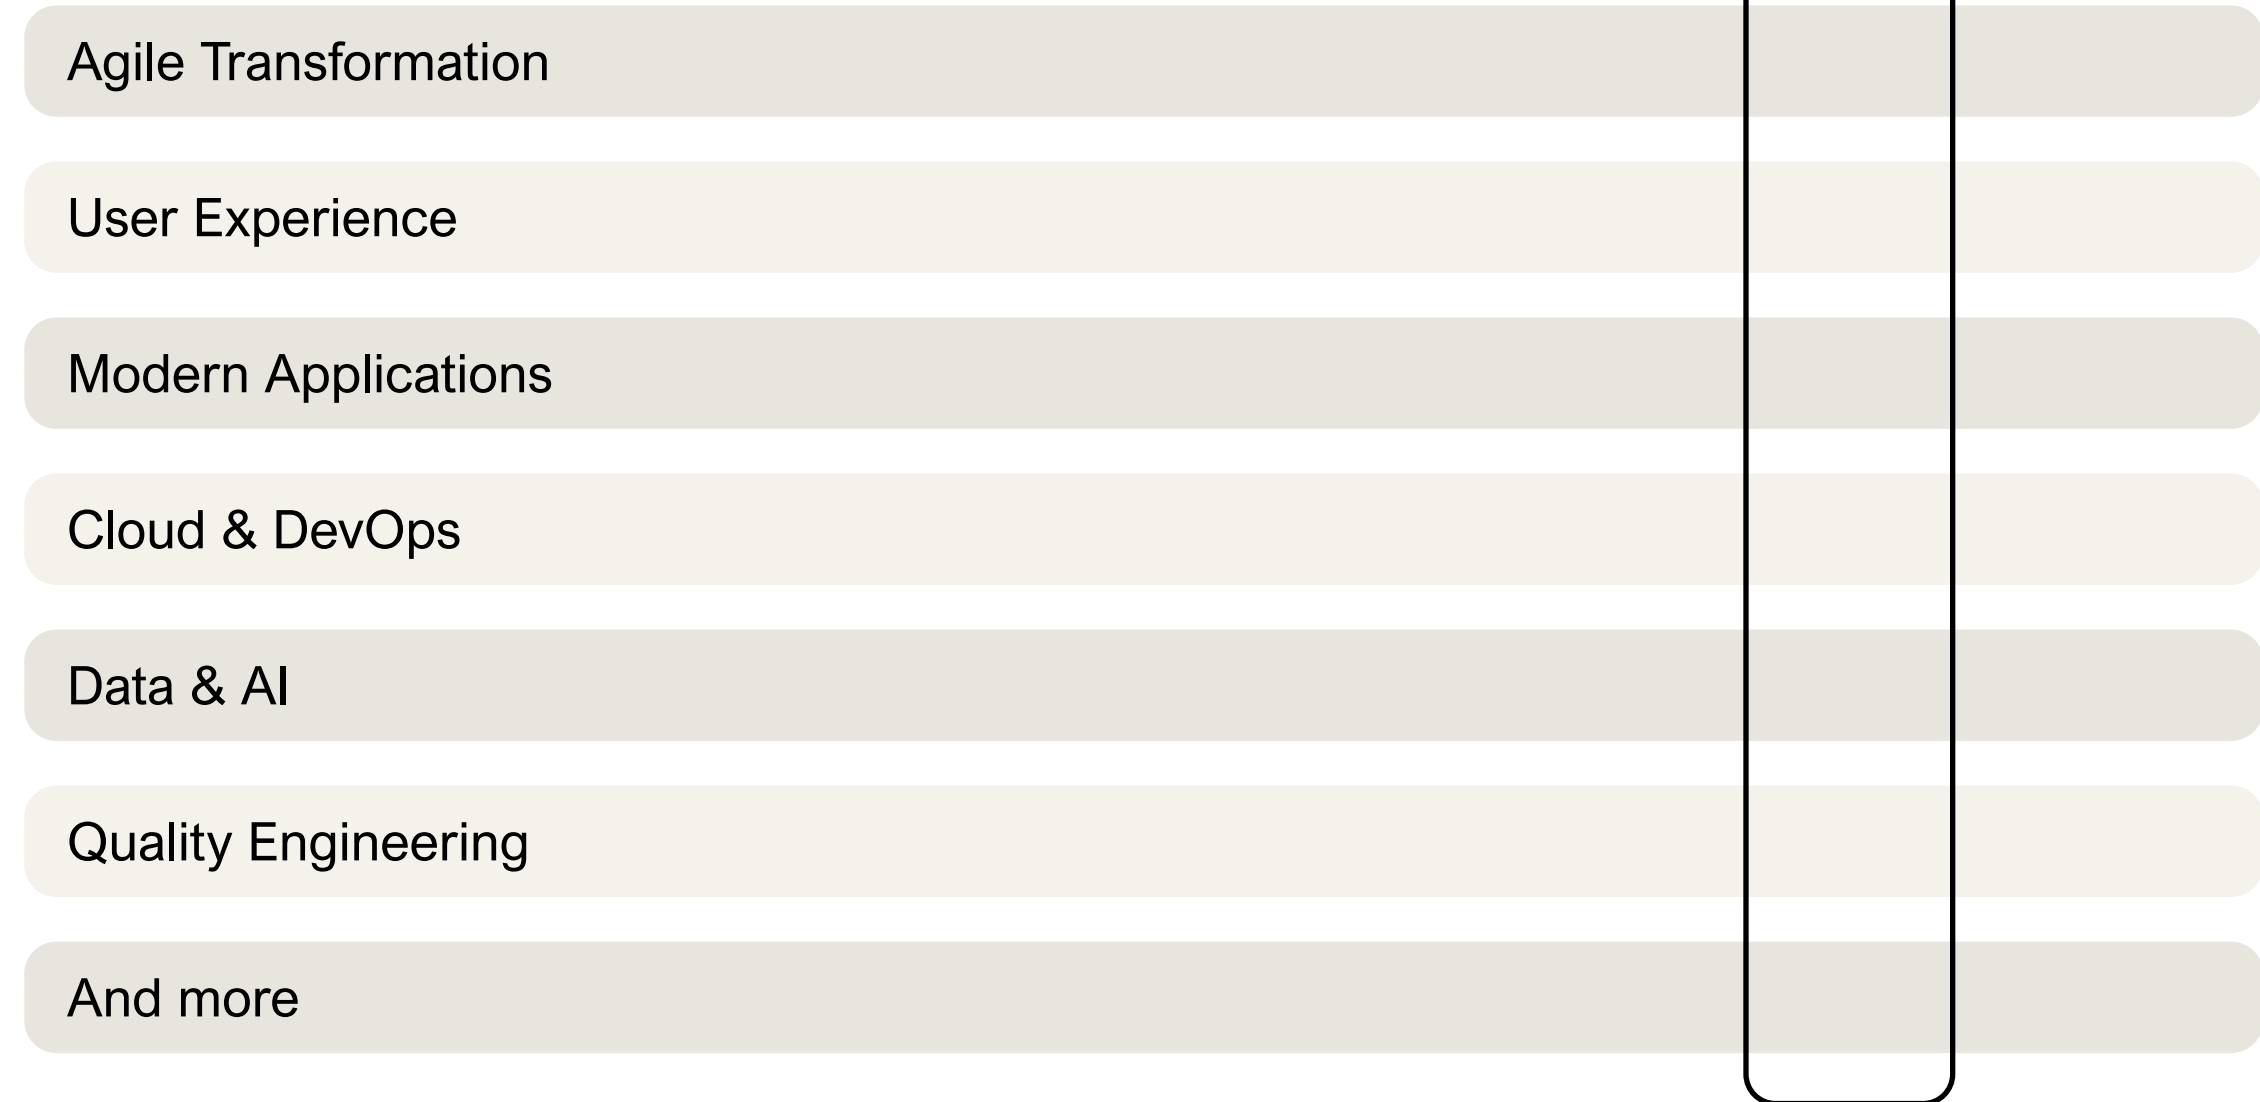 Agile Transformation
User Experience
Modern Applications
Cloud & DevOps
Data & AI
Quality Engineering
And more